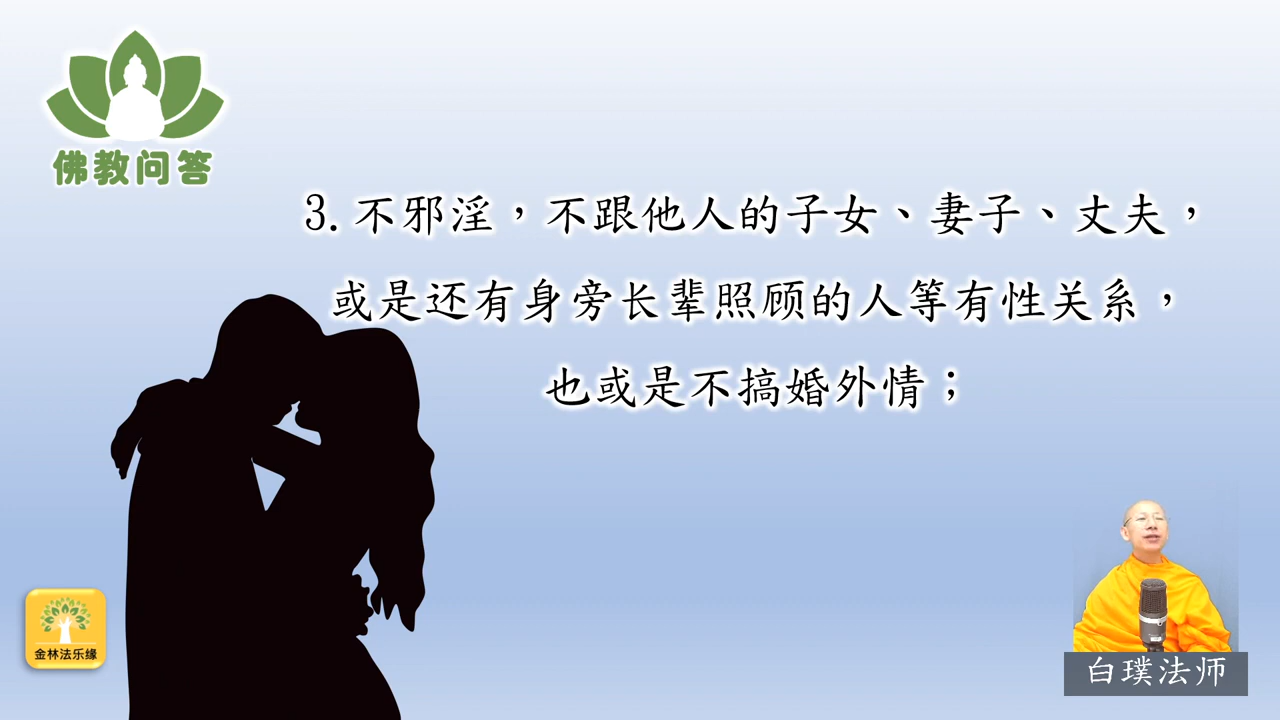 佛教问答
3.不邪淫，不跟他人的子女、妻子、丈夫，
或是还有身旁长辈照顾的人等有性关系，
也或是不搞婚外情；
金林法乐缘
白璞法师